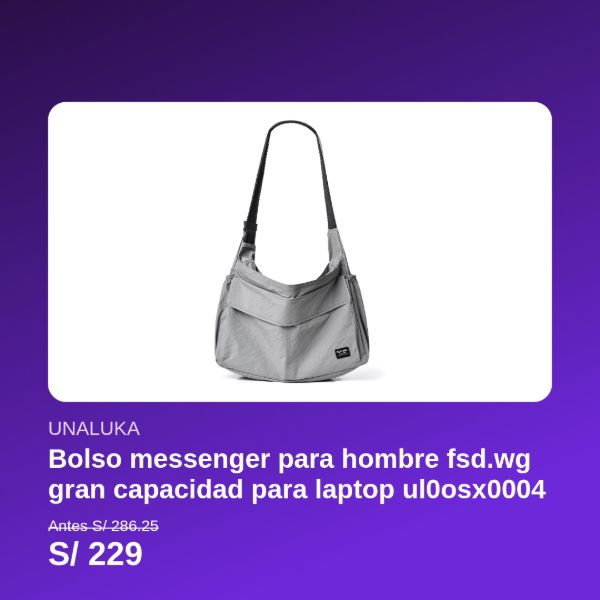 UNALUKA
Bolso messenger para hombre fsd.wg
gran capacidad para laptop ul0osx0004
Antes S/ 286.25
S/ 229